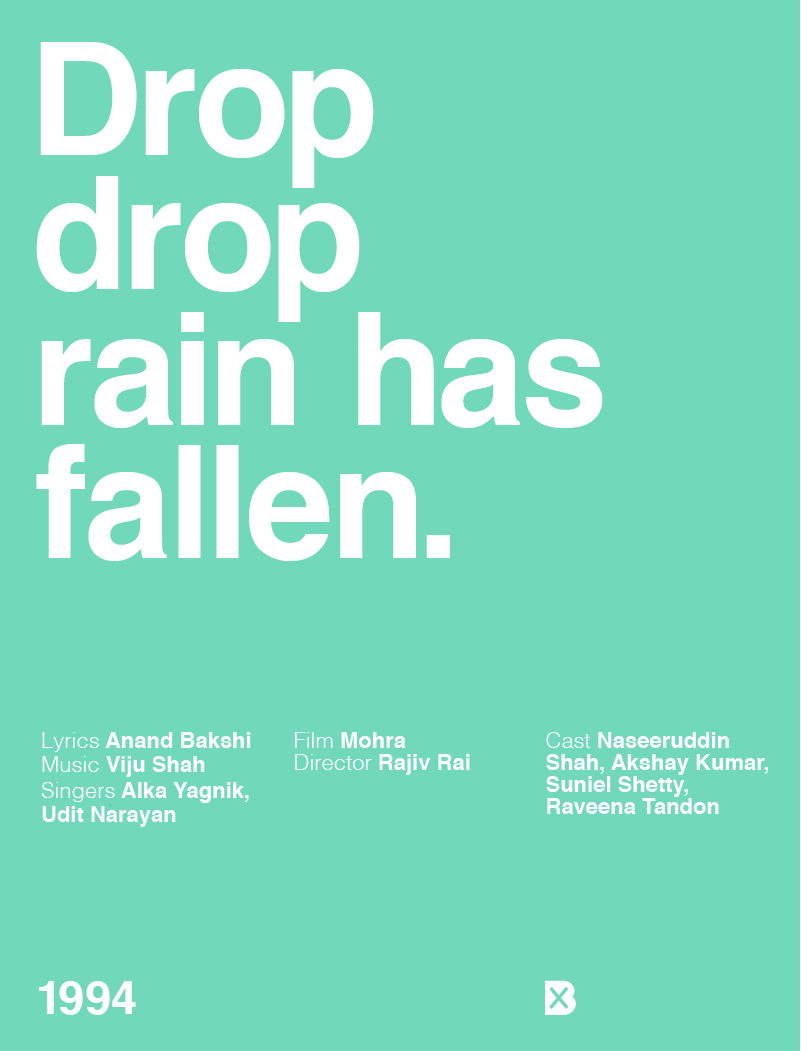 Drop
drop
rain has
fallen.
Lyrics Anand Bakshi
Music Viju Shah
Singers Alka Yagnik,
Udit Narayan
Film Mohra
Director Rajiv Rai
Cast Naseeruddin
Shah, Akshay Kumar,
Suniel Shetty,
Raveena Tandon
1994
BX